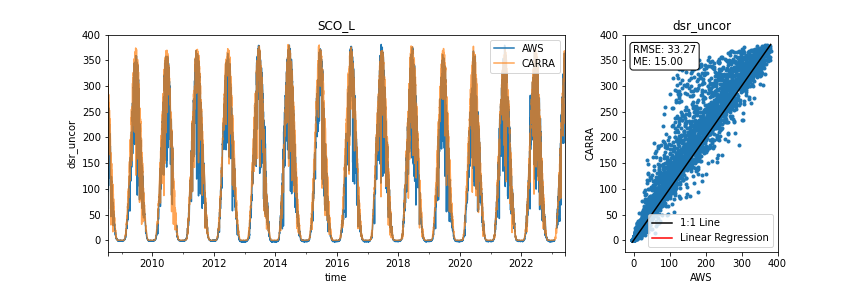 SCO_L
dsr_uncor
400
350
300
250
200
150
100
50
0
dsr_uncor
AWS
CARRA
2010
2012
2014
2016
2018
2020
2022
time
RMSE: 33.27
ME: 15.00
400
350
300
250
200
150
100
50
0
CARRA
1:1 Line
Linear Regression
0
100
200
300
400
AWS